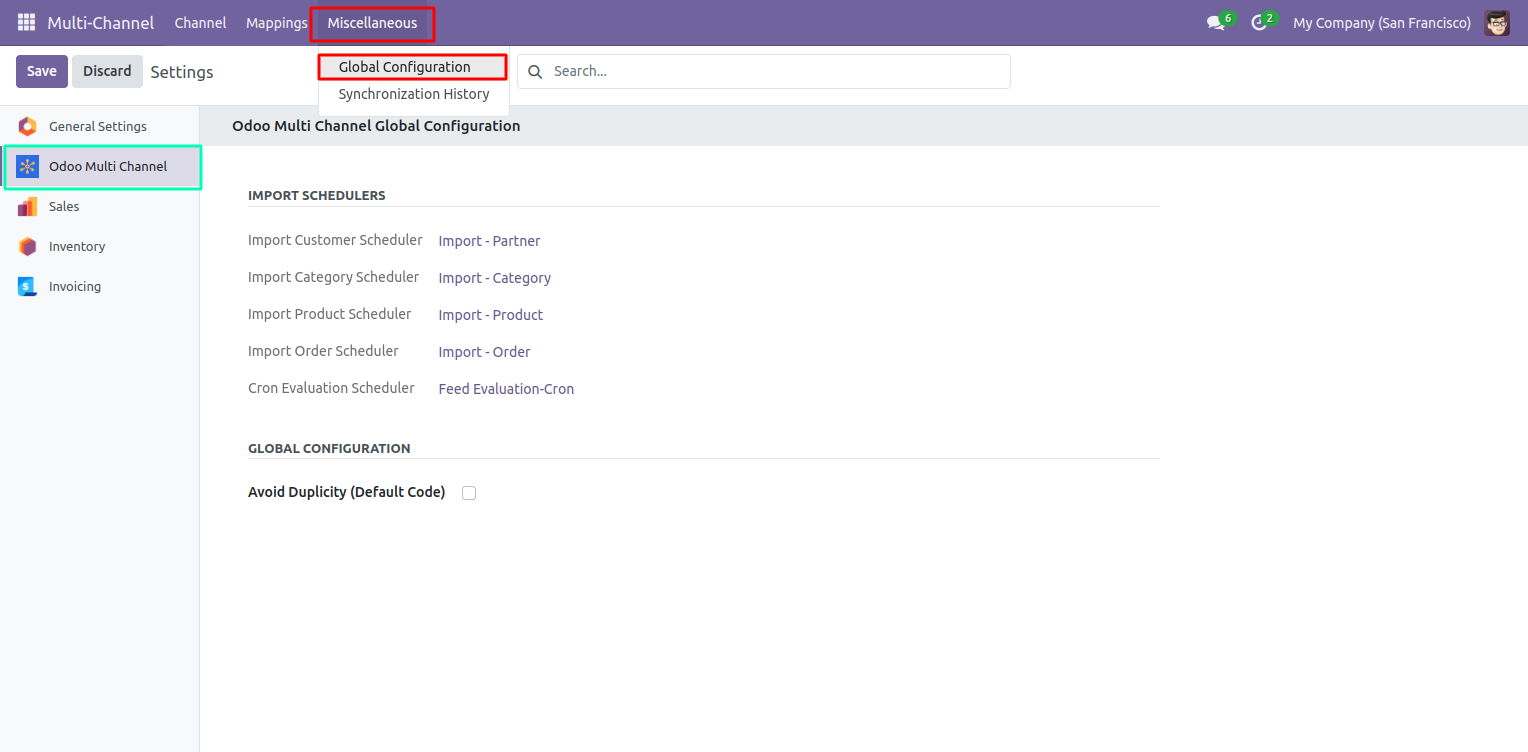 Multi-Channel Channel Mappings Miscellaneous 6 2 My Company (San Francisco)
Save Discard Settings Global Configuration Search...
Synchronization History
General Settings
Odoo Multi Channel Global Configuration
Odoo Multi Channel
Sales
Inventory
Invoicing
IMPORT SCHEDULERS
Import Customer Scheduler Import - Partner
Import Category Scheduler Import - Category
Import Product Scheduler Import - Product
Import Order Scheduler Import - Order
Cron Evaluation Scheduler Feed Evaluation-Cron
GLOBAL CONFIGURATION
Avoid Duplicity (Default Code)